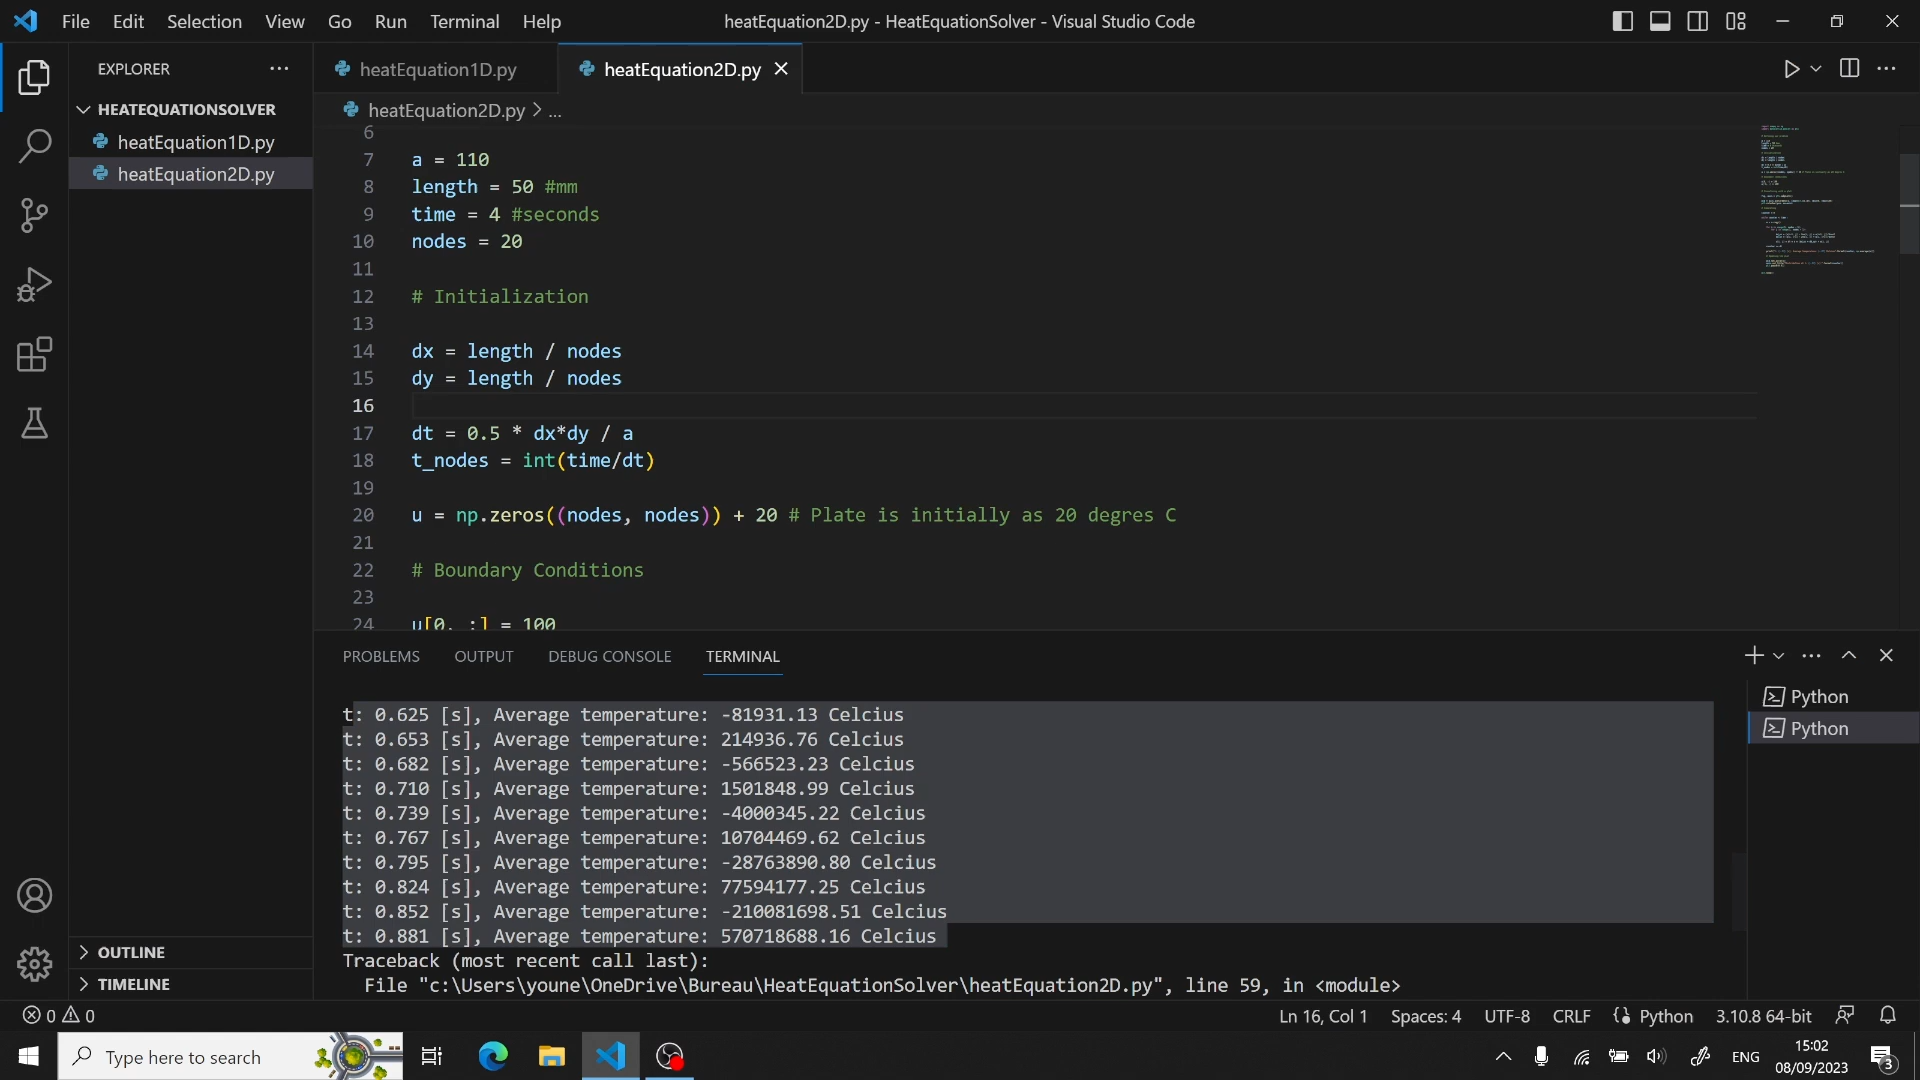 File Edit Selection View Go Run Terminal Help
heatEquation2D.py - HeatEquationSolver - Visual Studio Code
EXPLORER
HEATEQUATIONSOLVER
heatEquation1D.py
heatEquation2D.py
OUTLINE
TIMELINE
heatEquation1D.py
heatEquation2D.py
heatEquation2D.py > ...
6
7 a = 110
8 length = 50 #mm
9 time = 4 #seconds
10 nodes = 20
11
12 # Initialization
13
14 dx = length / nodes
15 dy = length / nodes
16
17 dt = 0.5 * dx*dy / a
18 t_nodes = int(time/dt)
19
20 u = np.zeros((nodes, nodes)) + 20 # Plate is initially as 20 degres C
21
22 # Boundary Conditions
23
24 u[0, :] = 100
PROBLEMS OUTPUT DEBUG CONSOLE TERMINAL
t: 0.625 [s], Average temperature: -81931.13 Celcius
t: 0.653 [s], Average temperature: 214936.76 Celcius
t: 0.682 [s], Average temperature: -566523.23 Celcius
t: 0.710 [s], Average temperature: 1501848.99 Celcius
t: 0.739 [s], Average temperature: -4000345.22 Celcius
t: 0.767 [s], Average temperature: 10704469.62 Celcius
t: 0.795 [s], Average temperature: -28763890.80 Celcius
t: 0.824 [s], Average temperature: 77594177.25 Celcius
t: 0.852 [s], Average temperature: -210081698.51 Celcius
t: 0.881 [s], Average temperature: 570718688.16 Celcius
Traceback (most recent call last):
File "c:\Users\youne\OneDrive\Bureau\HeatEquationSolver\heatEquation2D.py", line 59, in <module>
Python
Python
0 0
Ln 16, Col 1 Spaces: 4 UTF-8 CRLF Python 3.10.8 64-bit
Type here to search
ENG
15:02
08/09/2023
3